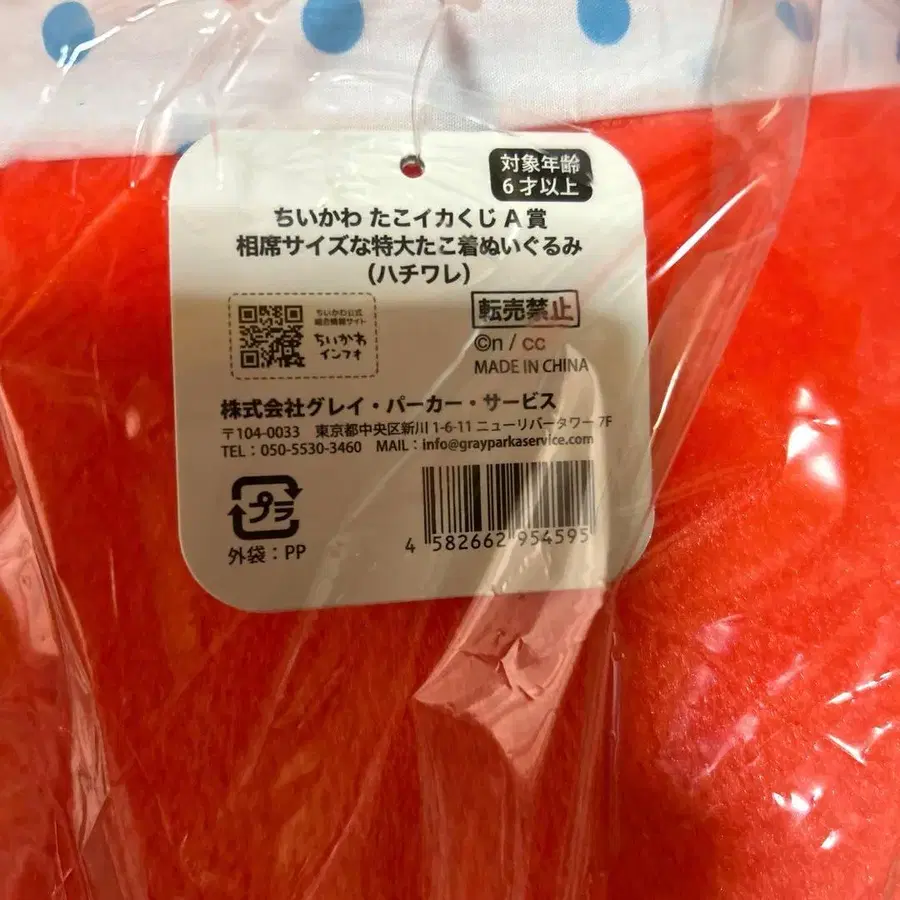 対象年齢
6才以上
ちいかわ たこイカくじ A賞
相席サイズな特大たこ着ぬいぐるみ
（ハチワレ）
ちいかわ公式
総合情報サイト
ちいかわ
インフォ
転売禁止
©n / cc
MADE IN CHINA
株式会社グレイ・パーカー・サービス
〒104-0033 東京都中央区新川 1-6-11 ニューリバータワー 7F
TEL：050-5530-3460 MAIL：info@grayparkaservice.com
プラ
外袋：PP
4 582662 954595